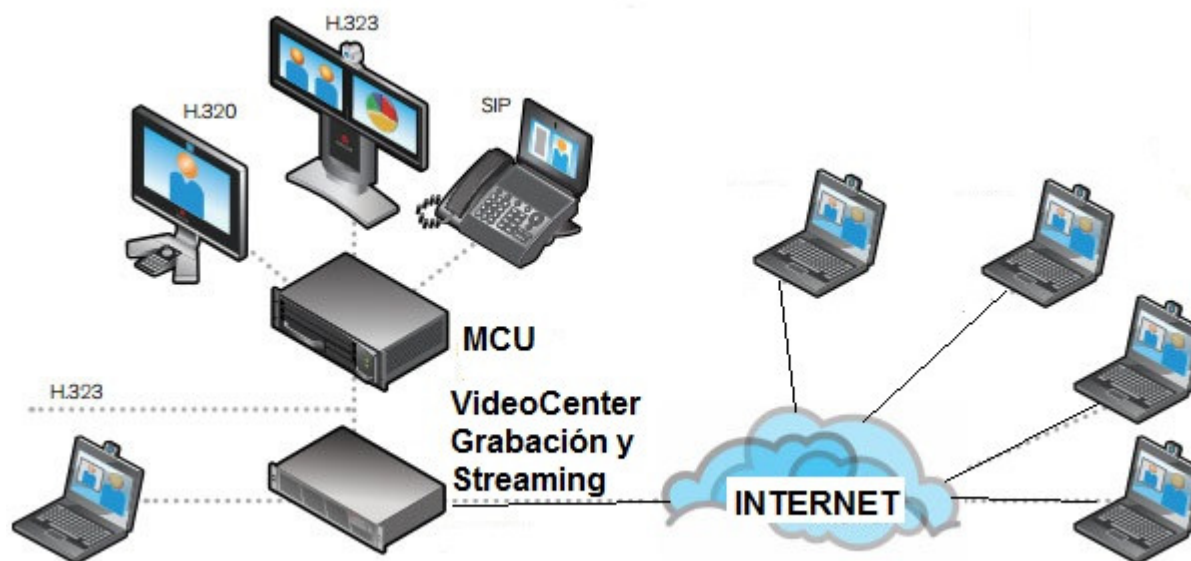 H.323
H.320
SIP
MCU
H.323
VideoCenter
Grabación y
Streaming
INTERNET